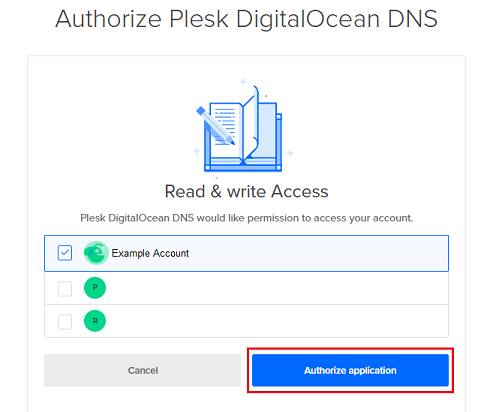 Authorize Plesk DigitalOcean DNS
Read & write Access
Plesk DigitalOcean DNS would like permission to access your account.
Example Account
P
R
Cancel
Authorize application